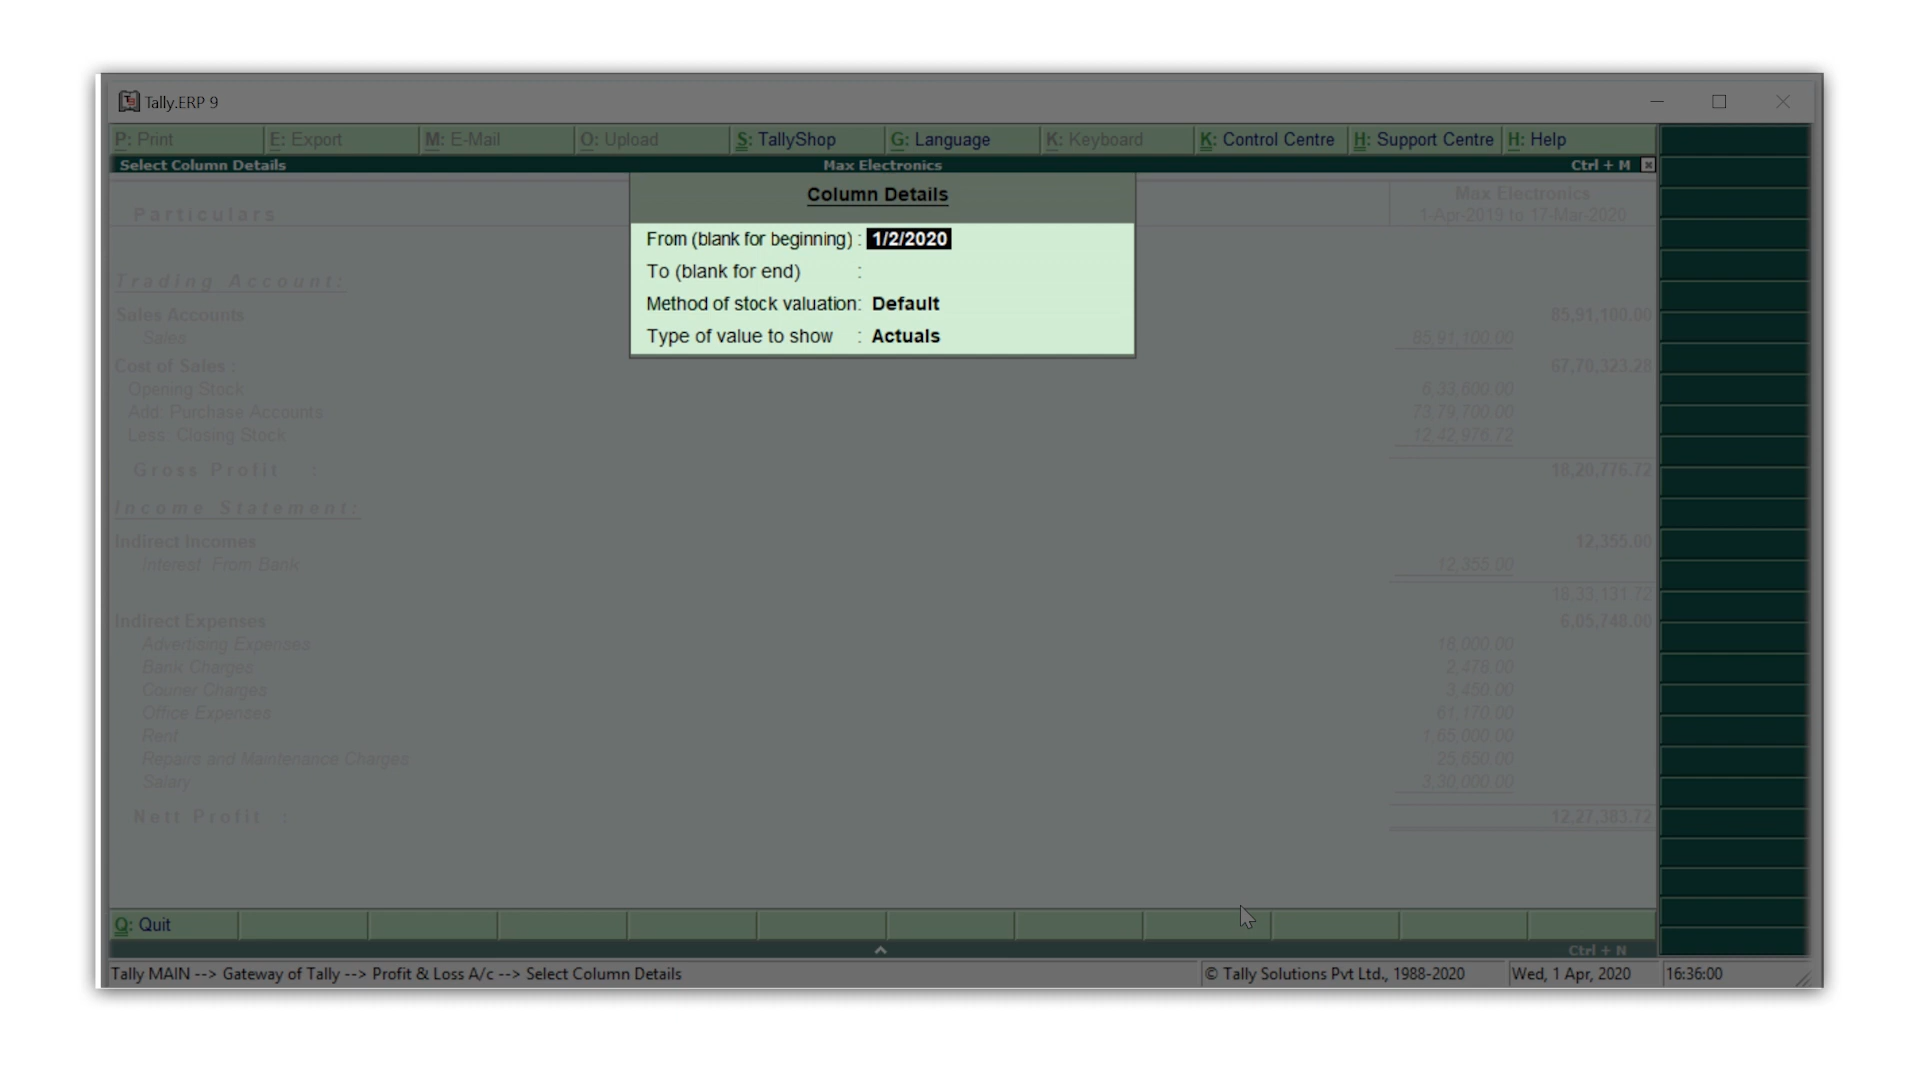 Tally.ERP 9
P: Print E: Export M: E-Mail O: Upload S: TallyShop G: Language K: Keyboard K: Control Centre H: Support Centre H: Help
Select Column Details Max Electronics Ctrl + M
Column Details
Particulars
Max Electronics
1-Apr-2019 to 17-Mar-2020
From (blank for beginning) : 1/2/2020
To (blank for end) :
Method of stock valuation: Default
Type of value to show : Actuals
Trading Account:
Sales Accounts 85,91,100.00
Sales 85,91,100.00
Cost of Sales : 67,70,323.28
Opening Stock 6,33,600.00
Add: Purchase Accounts 73,79,700.00
Less: Closing Stock 12,42,976.72
Gross Profit : 18,20,776.72
Income Statement:
Indirect Incomes 12,355.00
Interest From Bank 12,355.00
18,33,131.72
Indirect Expenses 6,05,748.00
Advertising Expenses 18,000.00
Bank Charges 2,478.00
Courier Charges 3,450.00
Office Expenses 61,170.00
Rent 1,65,000.00
Repairs and Maintenance Charges 25,650.00
Salary 3,30,000.00
Nett Profit : 12,27,383.72
Q: Quit
Ctrl + N
Tally MAIN --> Gateway of Tally --> Profit & Loss A/c --> Select Column Details © Tally Solutions Pvt Ltd., 1988-2020 Wed, 1 Apr, 2020 16:36:00